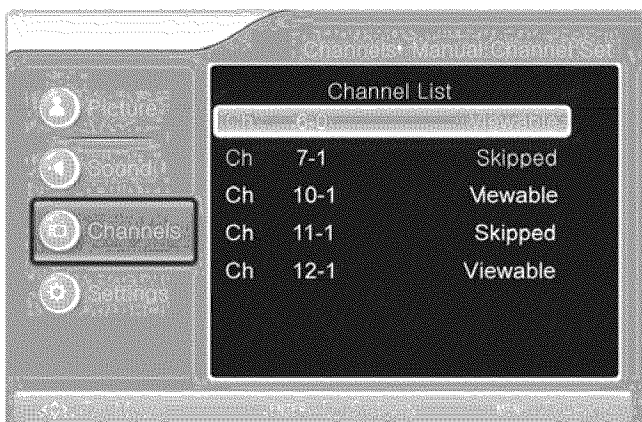 Channels Manual Channel Set
Picture
Sound
Channels
Settings
Channel List
Ch 6-0 Viewable
Ch 7-1 Skipped
Ch 10-1 Viewable
Ch 11-1 Skipped
Ch 12-1 Viewable